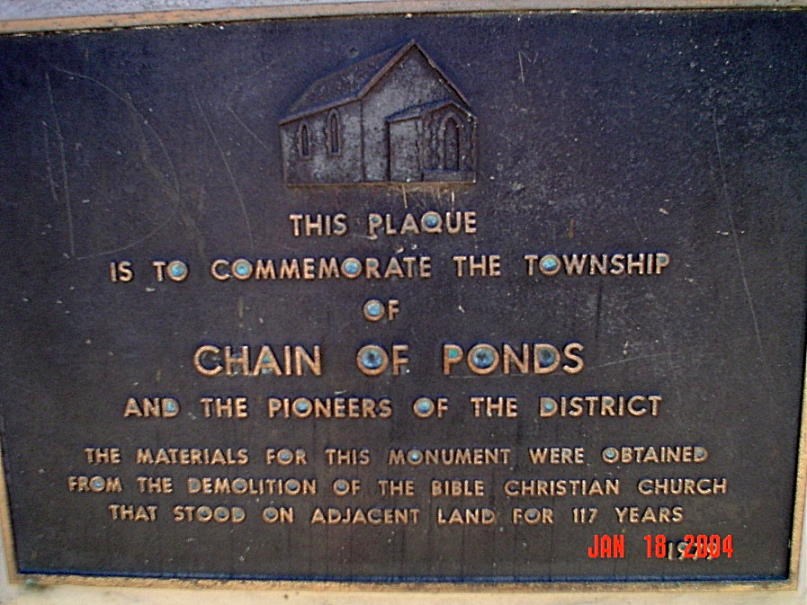 THIS PLAQUE
IS TO COMMEMORATE THE TOWNSHIP
OF
CHAIN OF PONDS
AND THE PIONEERS OF THE DISTRICT
THE MATERIALS FOR THIS MONUMENT WERE OBTAINED
FROM THE DEMOLITION OF THE BIBLE CHRISTIAN CHURCH
THAT STOOD ON ADJACENT LAND FOR 117 YEARS
JAN 18 2004